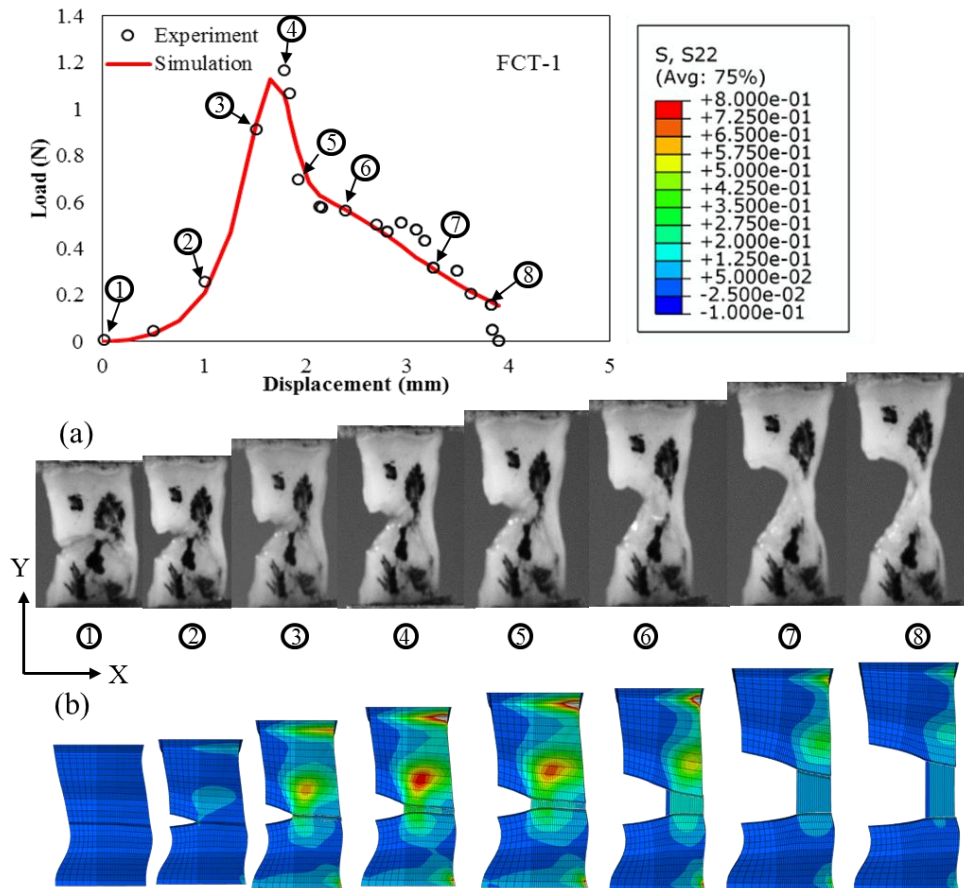 1.4
1.2
1
0.8
0.6
0.4
0.2
0
Load (N)
Experiment
Simulation
FCT-1
1
2
3
4
5
6
7
8
0 1 2 3 4 5
Displacement (mm)
S, S22
(Avg: 75%)
+8.000e-01
+7.250e-01
+6.500e-01
+5.750e-01
+5.000e-01
+4.250e-01
+3.500e-01
+2.750e-01
+2.000e-01
+1.250e-01
+5.000e-02
-2.500e-02
-1.000e-01
(a)
Y
X
1 2 3 4 5 6 7 8
(b)